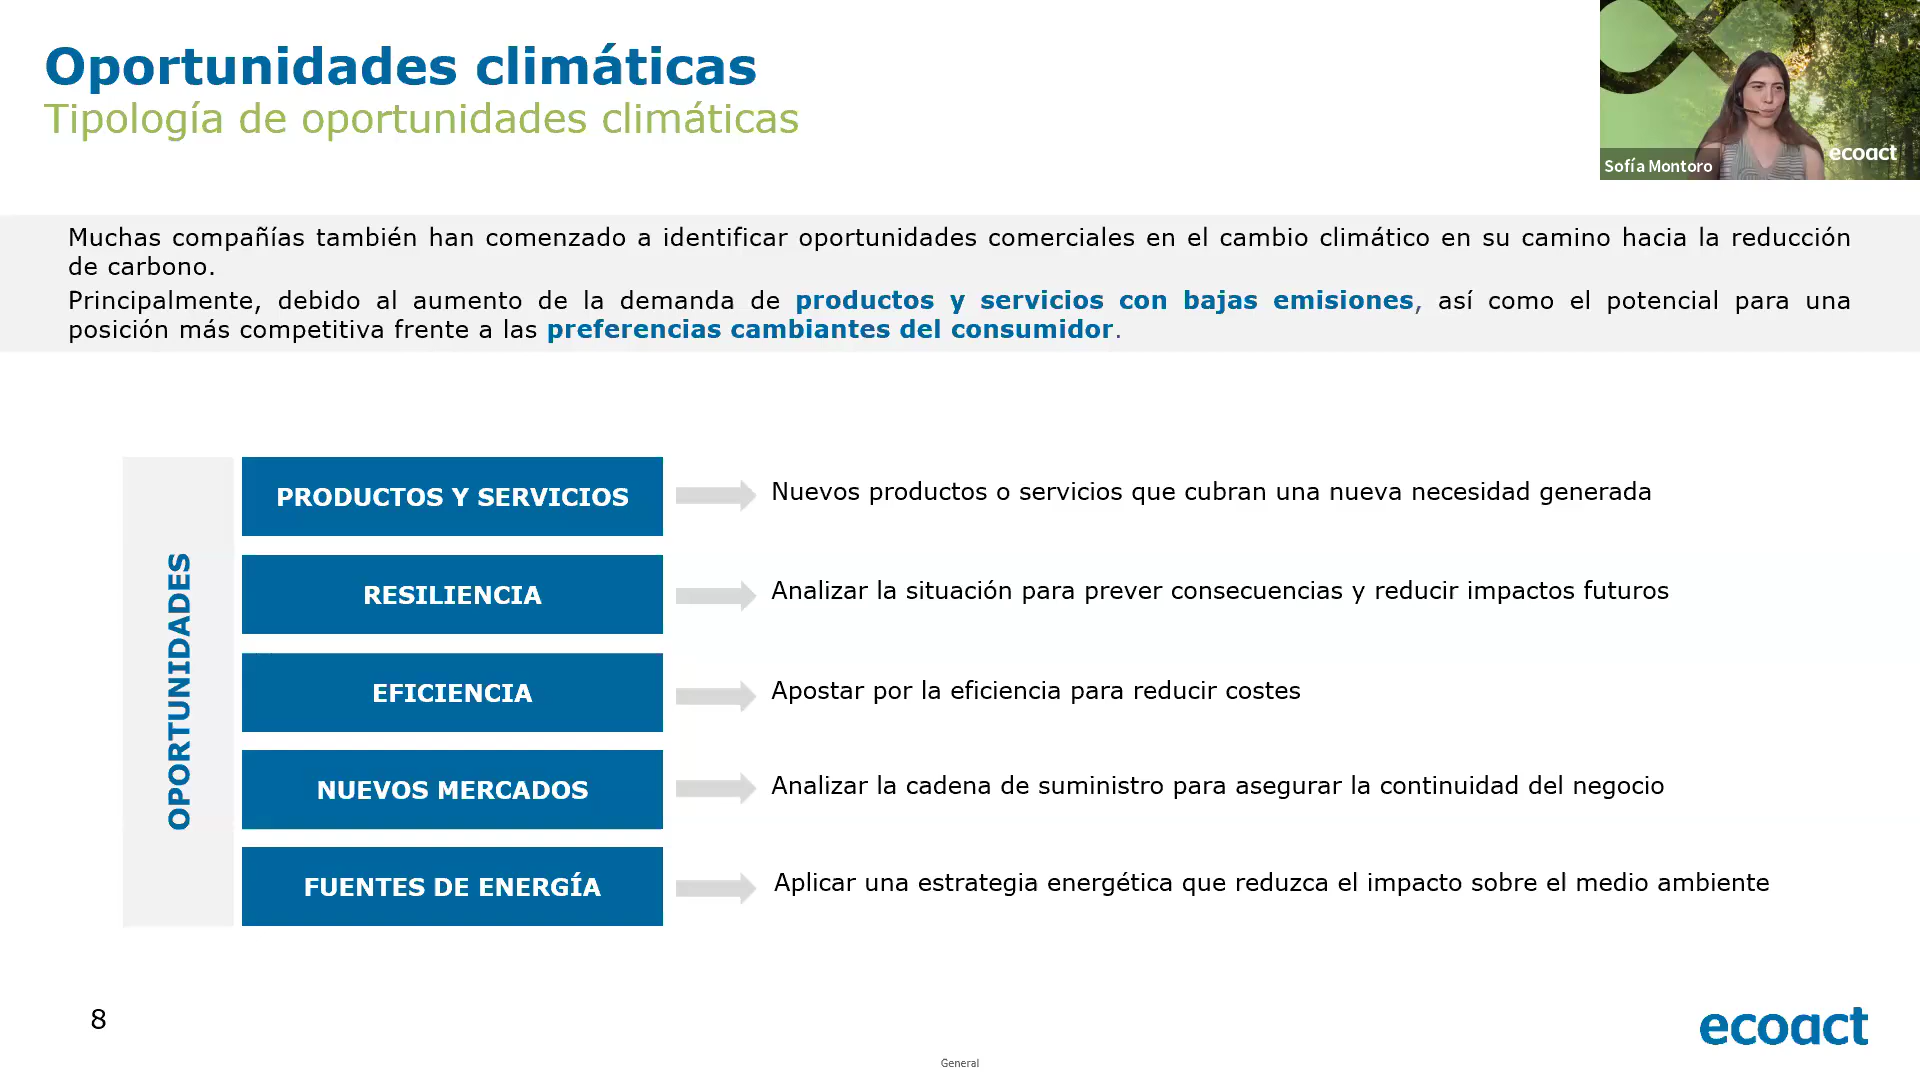 Oportunidades climáticas
Tipología de oportunidades climáticas
Sofía Montoro
ecoact
Muchas compañías también han comenzado a identificar oportunidades comerciales en el cambio climático en su camino hacia la reducción
de carbono.
Principalmente, debido al aumento de la demanda de productos y servicios con bajas emisiones, así como el potencial para una
posición más competitiva frente a las preferencias cambiantes del consumidor.
OPORTUNIDADES
PRODUCTOS Y SERVICIOS
Nuevos productos o servicios que cubran una nueva necesidad generada
RESILIENCIA
Analizar la situación para prever consecuencias y reducir impactos futuros
EFICIENCIA
Apostar por la eficiencia para reducir costes
NUEVOS MERCADOS
Analizar la cadena de suministro para asegurar la continuidad del negocio
FUENTES DE ENERGÍA
Aplicar una estrategia energética que reduzca el impacto sobre el medio ambiente
8
ecoact
General